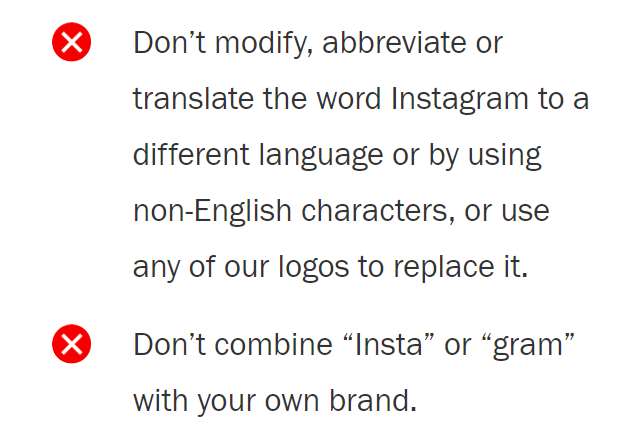 Don’t modify, abbreviate or
translate the word Instagram to a
different language or by using
non-English characters, or use
any of our logos to replace it.
Don’t combine “Insta” or “gram”
with your own brand.